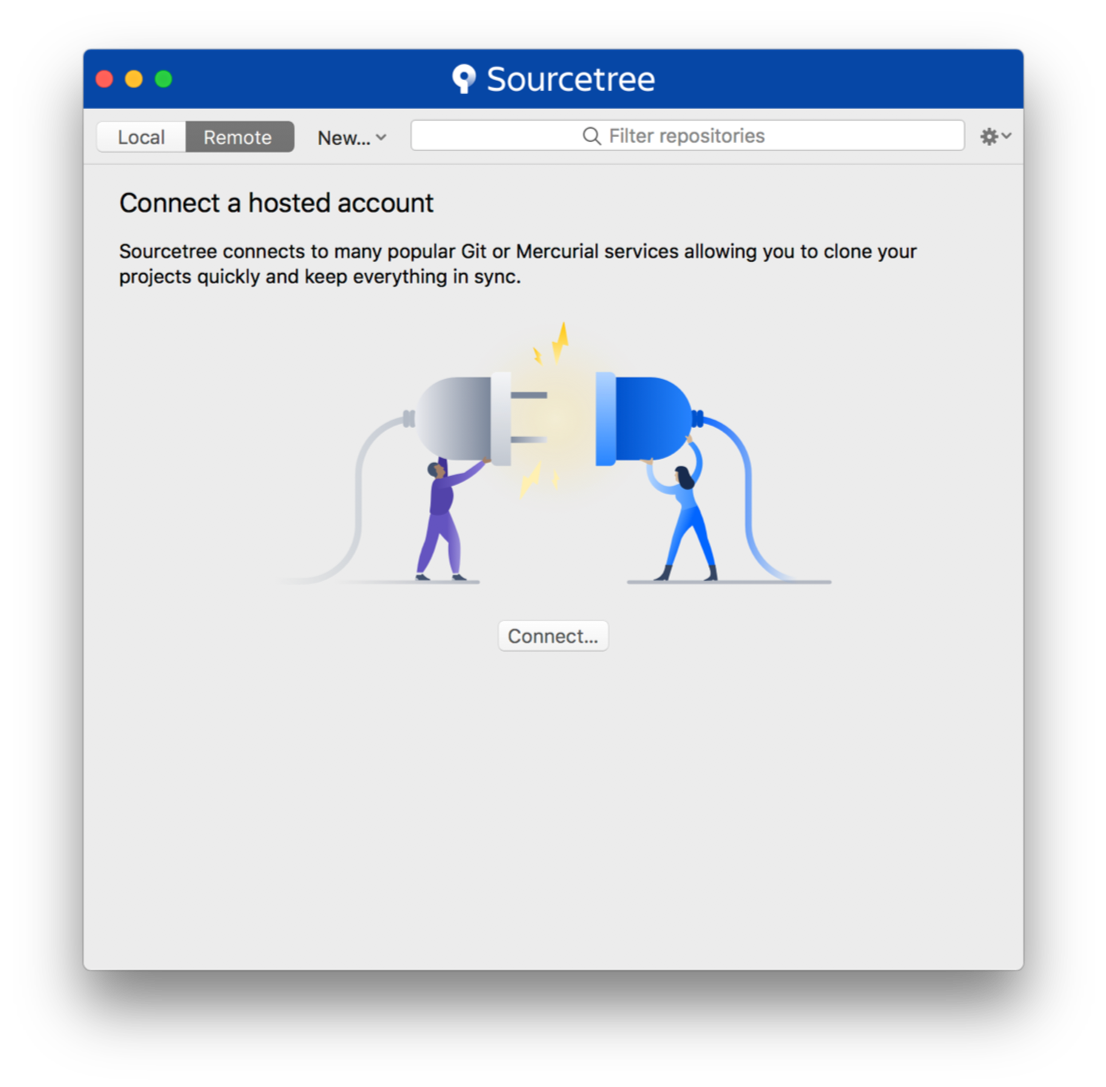 Sourcetree
Local Remote New... Filter repositories
Connect a hosted account
Sourcetree connects to many popular Git or Mercurial services allowing you to clone your
projects quickly and keep everything in sync.
Connect...